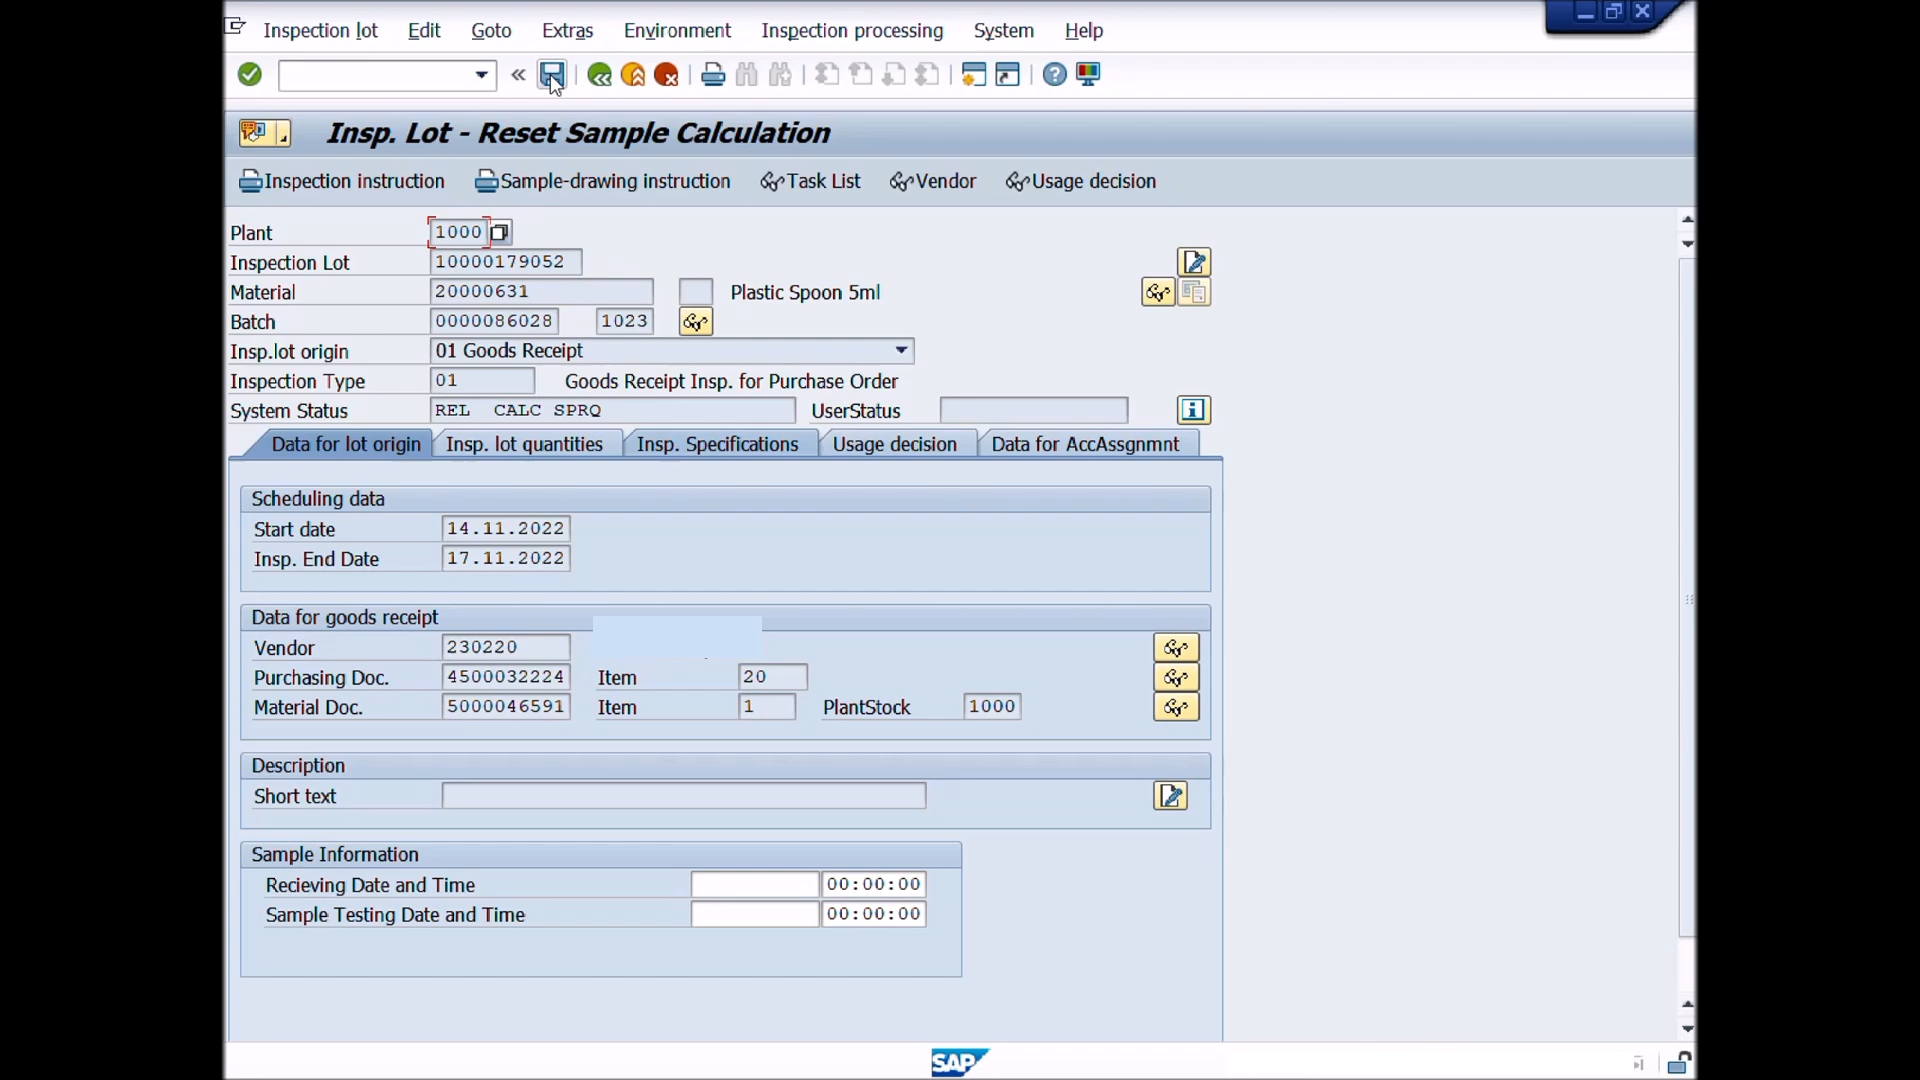 Inspection lot Edit Goto Extras Environment Inspection processing System Help
Insp. Lot - Reset Sample Calculation
Inspection instruction Sample-drawing instruction Task List Vendor Usage decision
Plant 1000
Inspection Lot 10000179052
Material 20000631 Plastic Spoon 5ml
Batch 0000086028 1023
Insp.lot origin 01 Goods Receipt
Inspection Type 01 Goods Receipt Insp. for Purchase Order
System Status REL CALC SPRQ UserStatus
Data for lot origin Insp. lot quantities Insp. Specifications Usage decision Data for AccAssgnmnt
Scheduling data
Start date 14.11.2022
Insp. End Date 17.11.2022
Data for goods receipt
Vendor 230220
Purchasing Doc. 4500032224 Item 20
Material Doc. 5000046591 Item 1 PlantStock 1000
Description
Short text
Sample Information
Recieving Date and Time 00:00:00
Sample Testing Date and Time 00:00:00
SAP